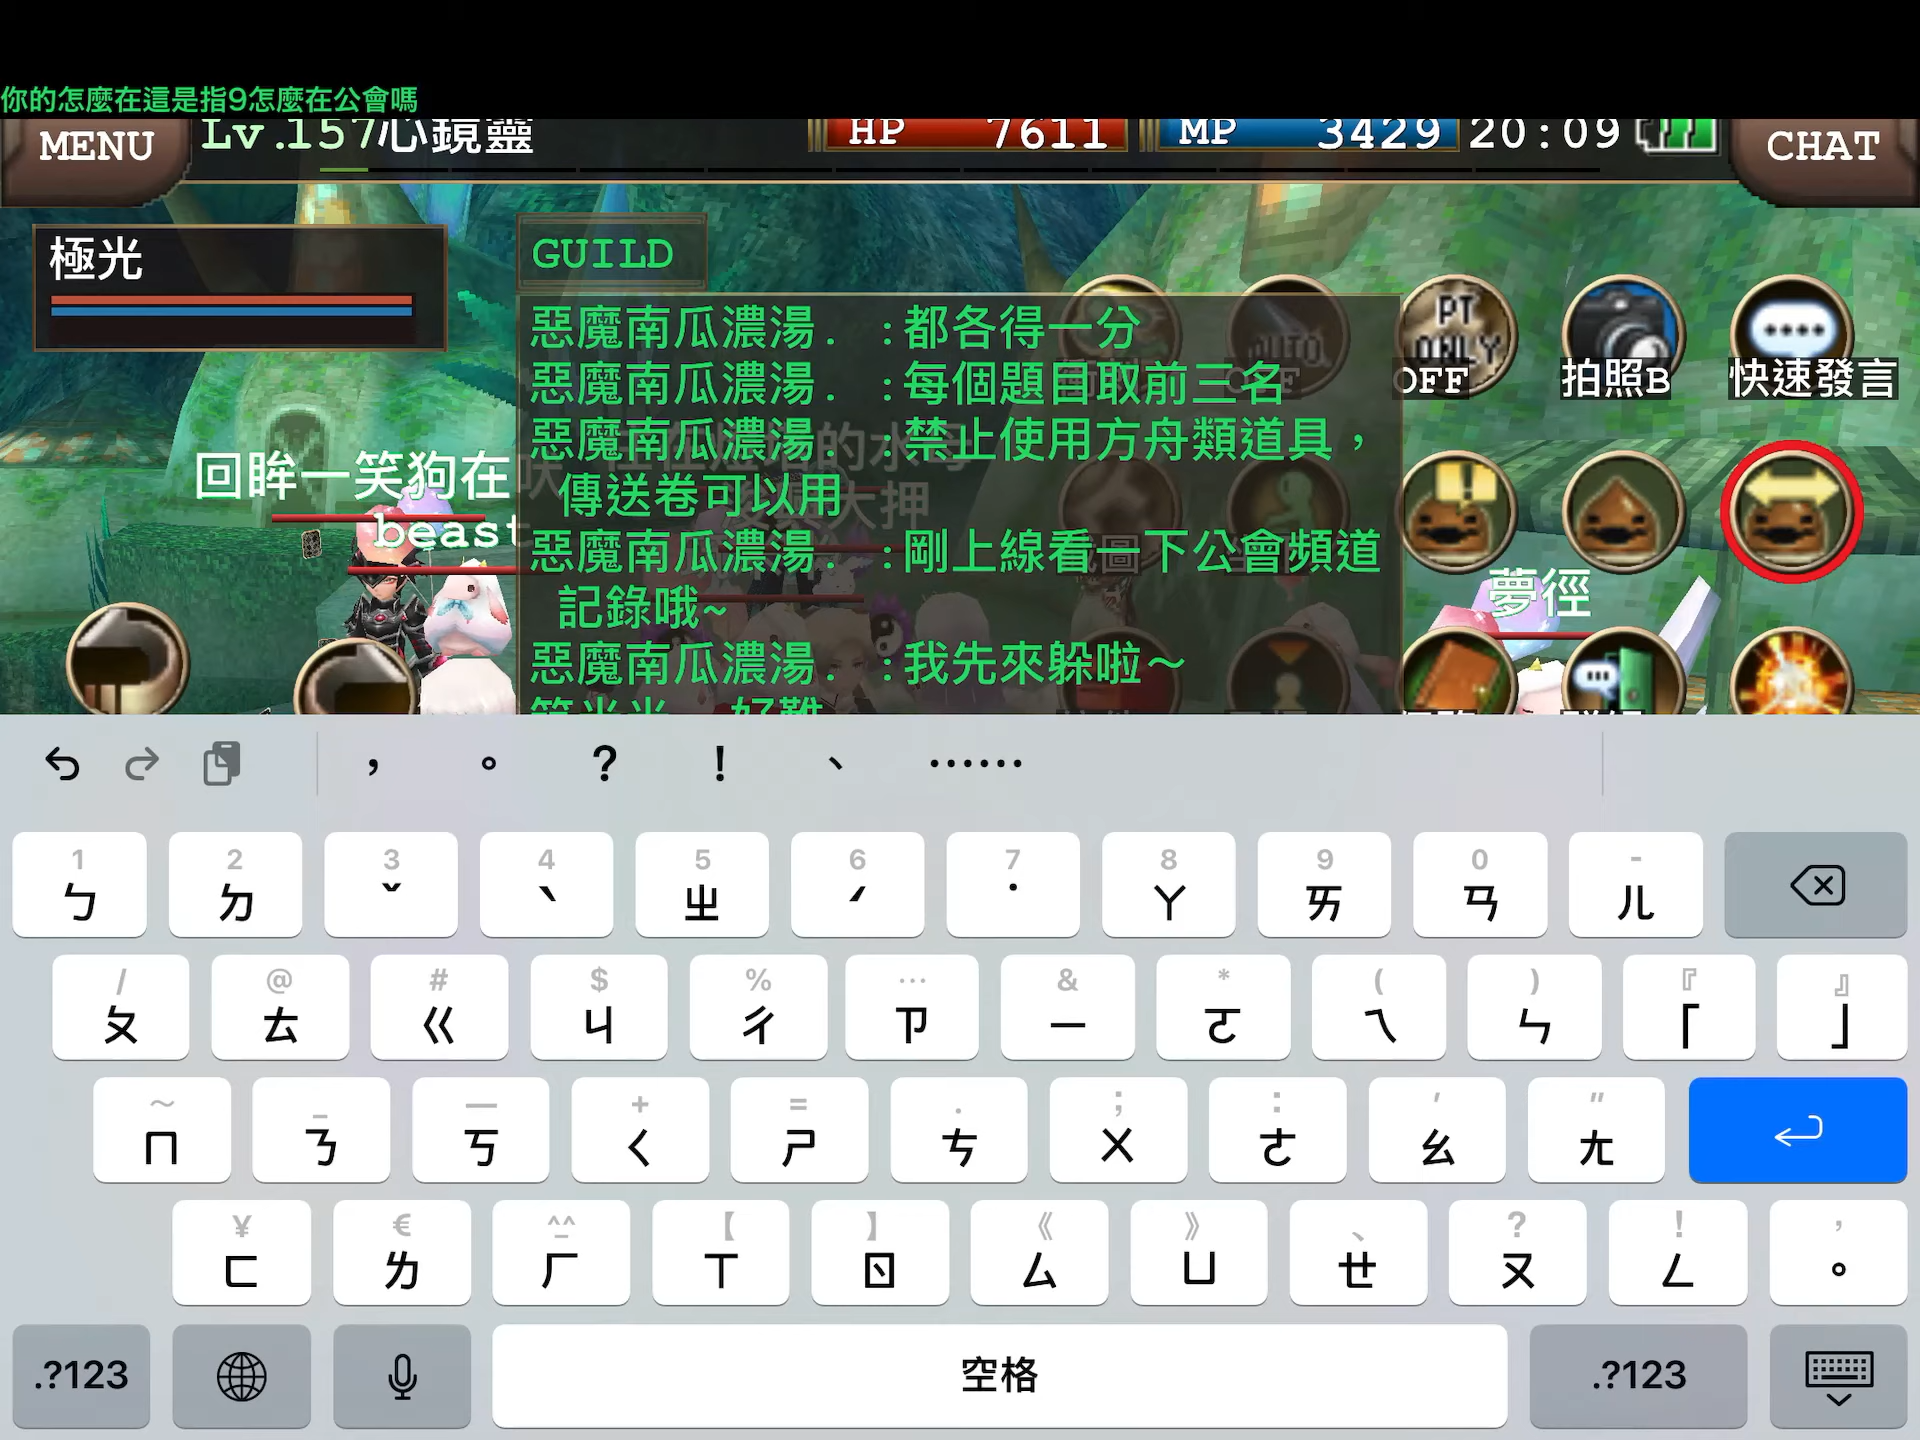 你的怎麼在這是指9怎麼在公會嗎
MENU
Lv.157心鏡靈
HP 7611
MP 3429
20:09
CHAT
極光
GUILD
惡魔南瓜濃湯. :都各得一分
惡魔南瓜濃湯. :每個題目取前三名
惡魔南瓜濃湯. :禁止使用方舟類道具，
傳送卷可以用
惡魔南瓜濃湯. :剛上線看一下公會頻道
記錄哦~
惡魔南瓜濃湯. :我先來躲啦～
PT ONLY
OFF
拍照B
快速發言
回眸一笑狗在
beast
夢徑
， 。 ? ! 、 ……
1 2 3 4 5 6 7 8 9 0 -
ㄅ ㄉ ˇ ˋ ㄓ ˊ ˙ ㄚ ㄞ ㄢ ㄦ
/ @ # $ % … & * ( ) 『 』
ㄆ ㄊ ㄍ ㄐ ㄔ ㄗ ㄧ ㄛ ㄟ ㄣ 「 」
～ _ — + = . ; : ′ ″
ㄇ ㄋ ㄎ ㄑ ㄕ ㄘ ㄨ ㄜ ㄠ ㄤ
¥ € ^_^ 【 】 《 》 、 ? ! ，
ㄈ ㄌ ㄏ ㄒ ㄖ ㄙ ㄩ ㄝ ㄡ ㄥ 。
.?123 空格 .?123